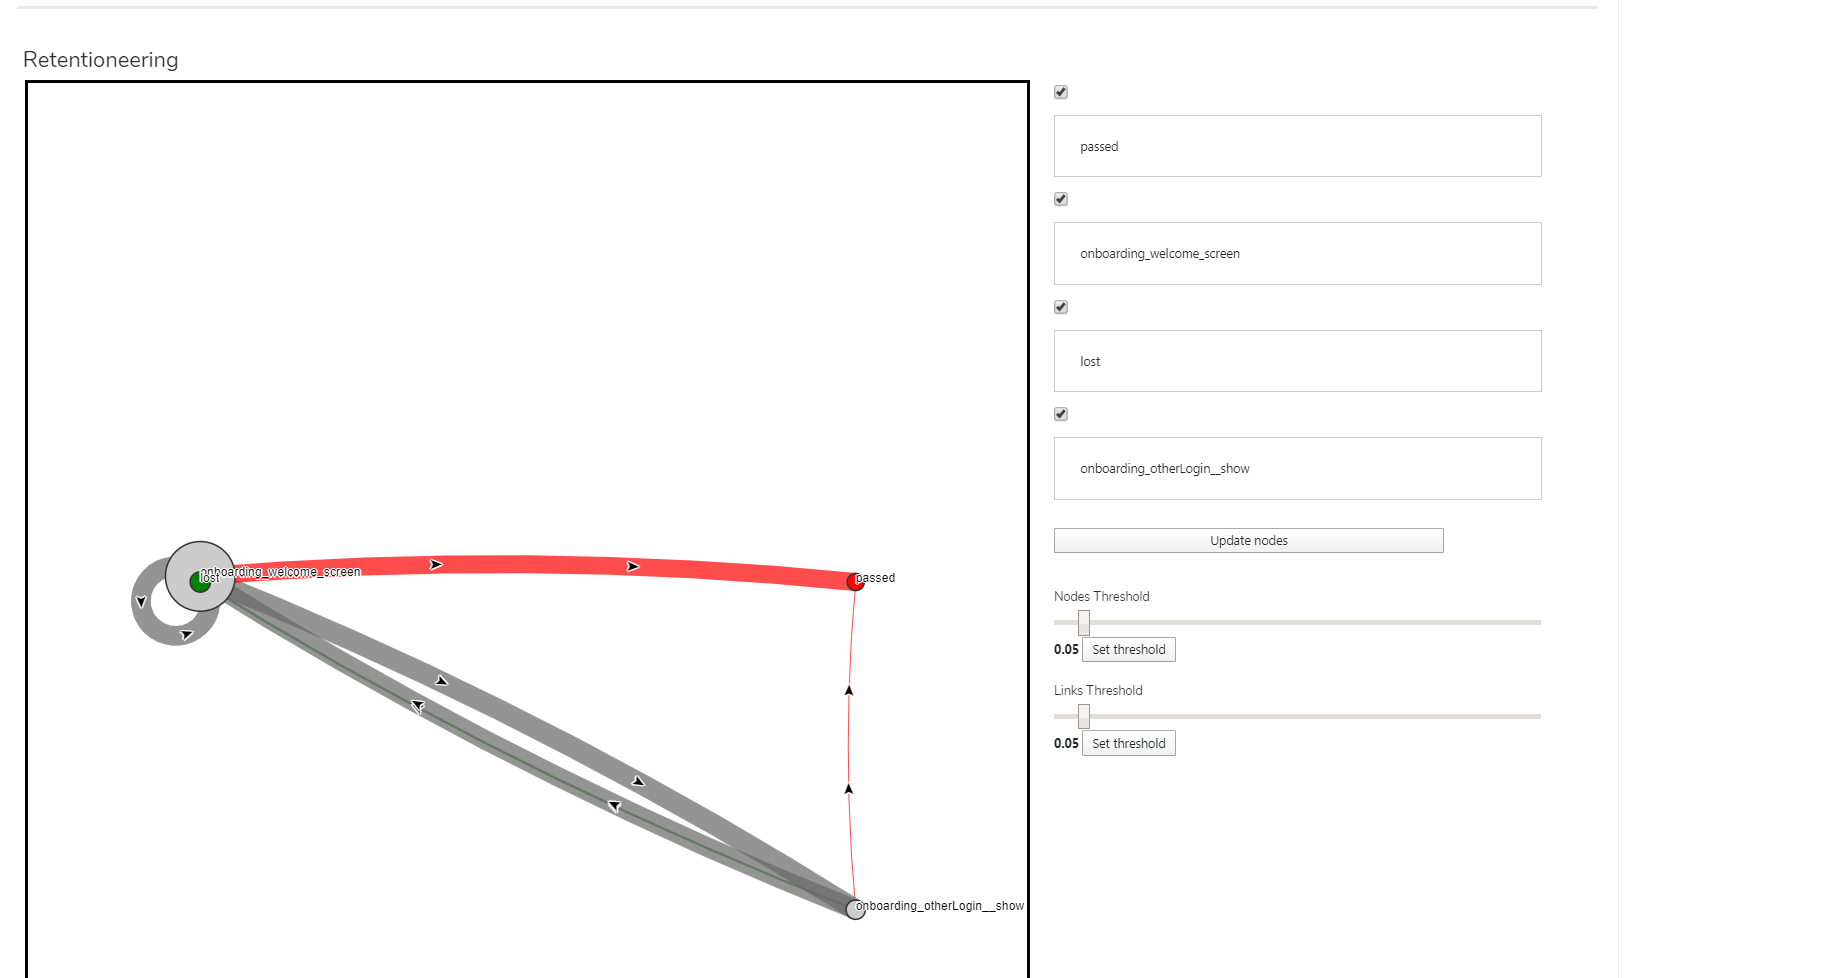 Retentioneering
passed
onboarding_welcome_screen
lost
onboarding_otherLogin__show
Update nodes
Nodes Threshold
0.05 Set threshold
Links Threshold
0.05 Set threshold
onboarding_welcome_screen
lost
passed
onboarding_otherLogin__show